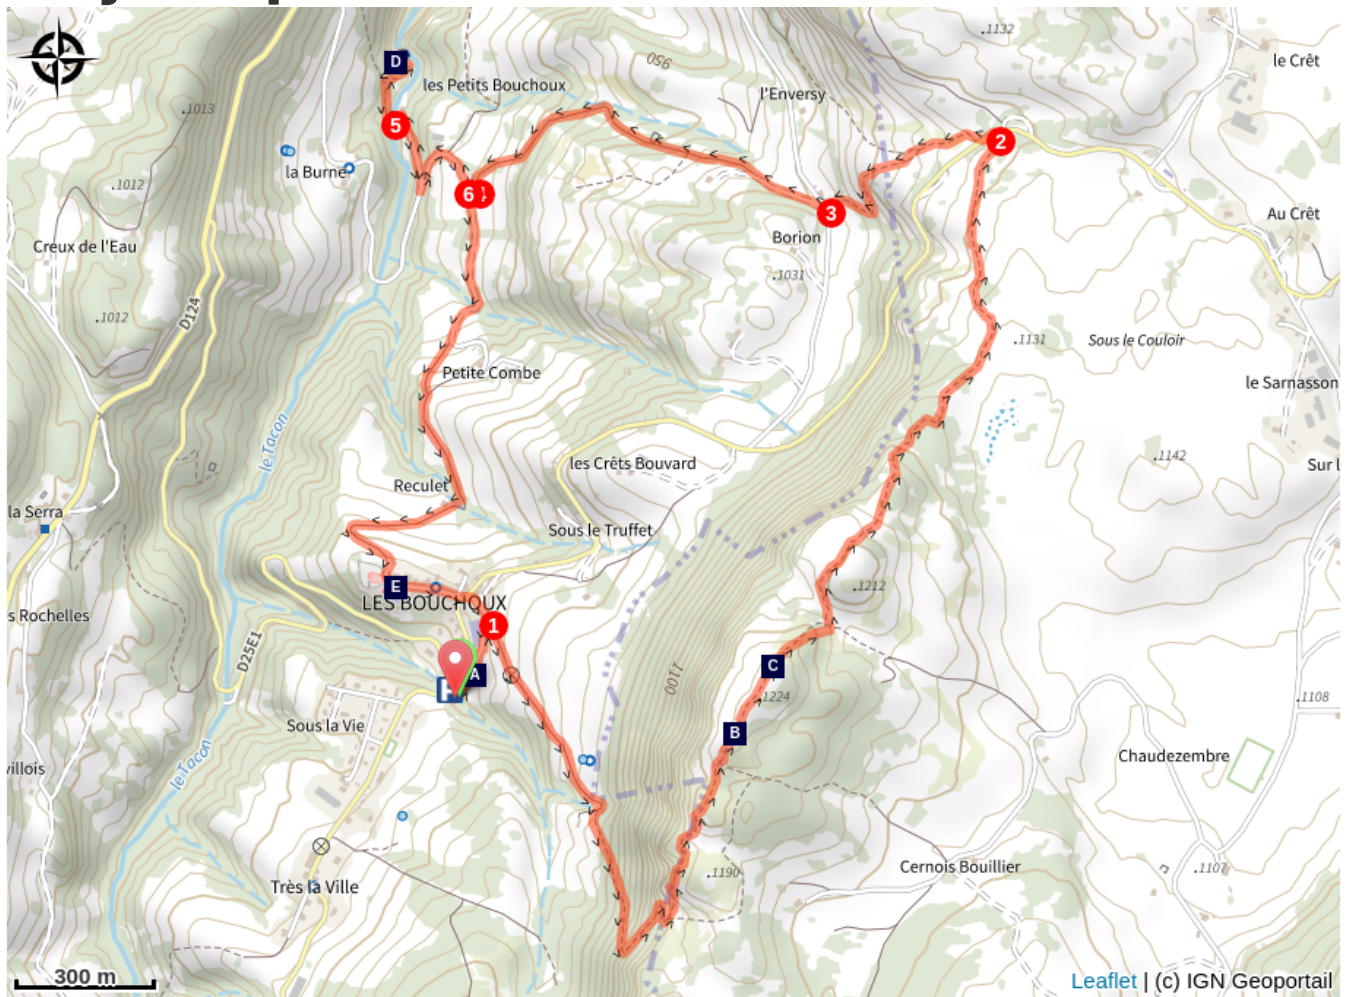 .1132
le Crêt
950
les Petits Bouchoux
l'Enversy
D
.1013
5
2
la Burne
.1012
6
3
Au Crêt
Creux de l'Eau
Borion
.1031
D124
.1012
.1131
Sous le Couloir
Petite Combe
le Sarnasson
le Tacon
.1142
les Crêts Bouvard
Sur l
Reculet
la Serra
Sous le Truffet
E
.1212
LES BOUCHOUX
s Rochelles
1
D25E1
C
A
1100
.1224
.1108
Sous la Vie
B
Chaudezembre
le Tacon
villois
Cernois Bouillier
.1190
.1107
Très la Ville
300 m
Leaflet | (c) IGN Geoportail